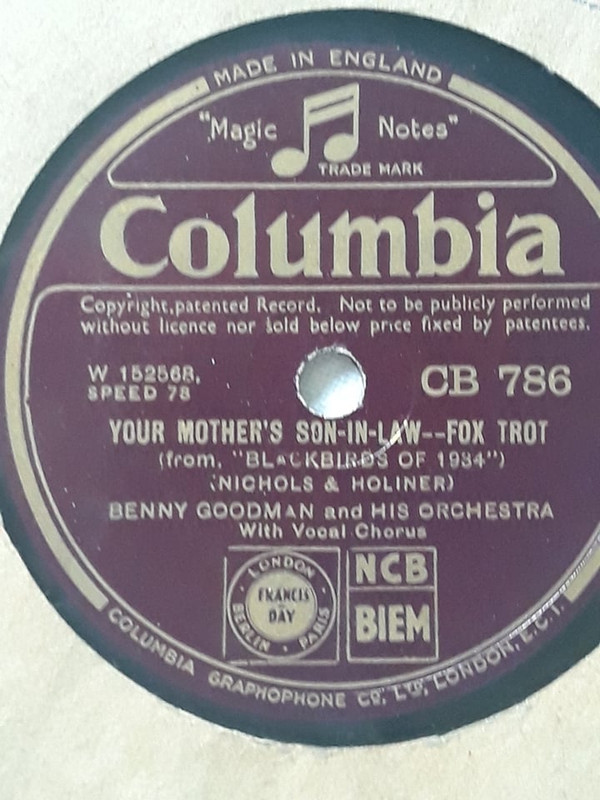 MADE IN ENGLAND
"Magic Notes"
TRADE MARK
Columbia
Copyright, patented Record. Not to be publicly performed
without licence nor sold below price fixed by patentees.
W 152568.
SPEED 78
CB 786
YOUR MOTHER'S SON-IN-LAW--FOX TROT
(from. "BLACKBIRDS OF 1934")
(NICHOLS & HOLINER)
BENNY GOODMAN and HIS ORCHESTRA
With Vocal Chorus
LONDON
FRANCIS
DAY
BERLIN · PARIS
NCB
BIEM
COLUMBIA GRAPHOPHONE CO. LTD. LONDON, E.C.1.